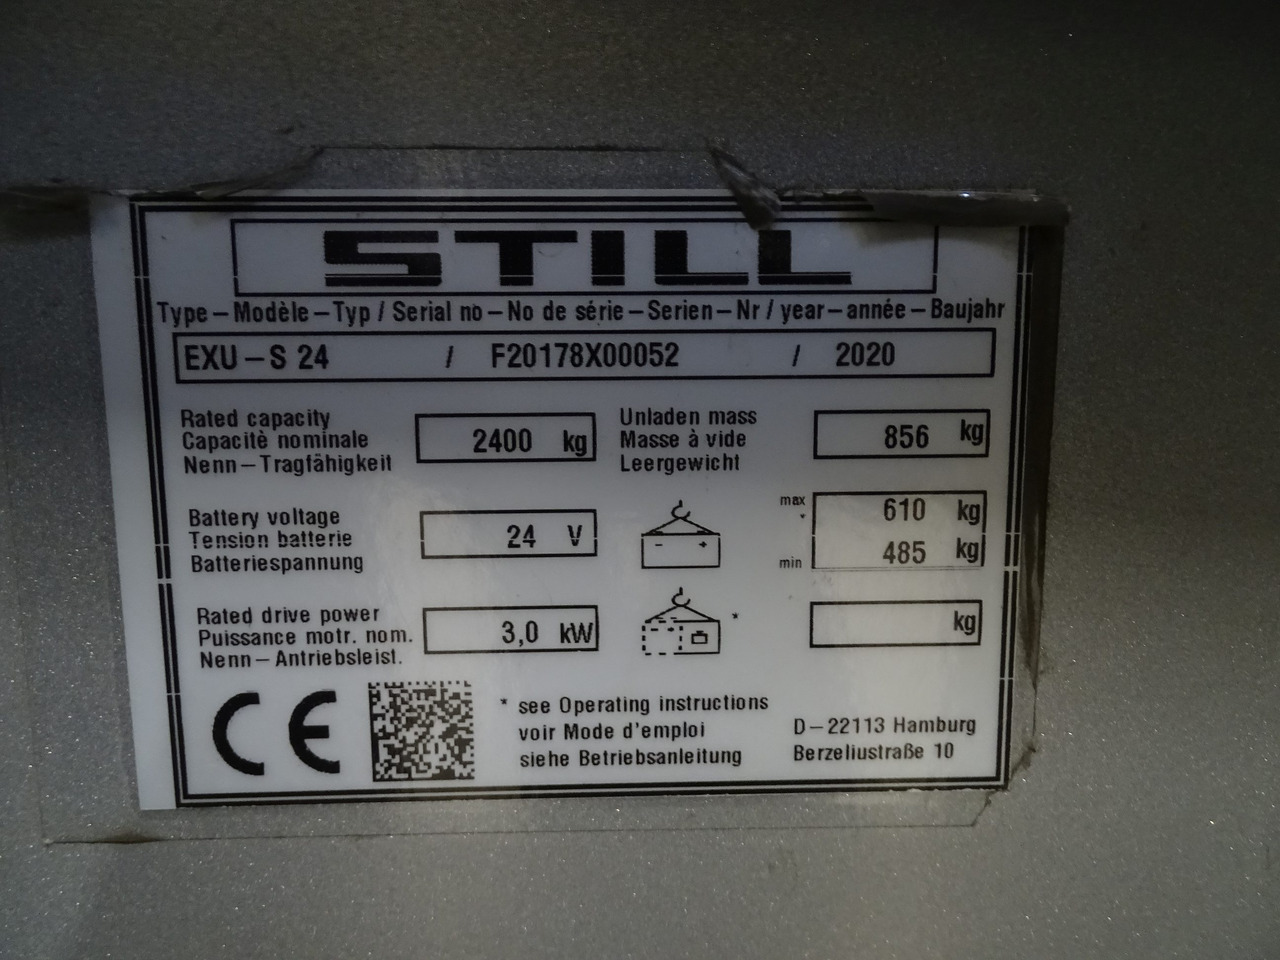 STILL
Type – Modèle – Typ / Serial no – No de série – Serien – Nr / year – année – Baujahr
EXU – S 24 / F20178X00052 / 2020
Rated capacity
Capacitè nominale
Nenn – Tragfähigkeit
2400 kg
Unladen mass
Masse à vide
Leergewicht
856 kg
Battery voltage
Tension batterie
Batteriespannung
24 V
- +
max
*
610 kg
min
485 kg
Rated drive power
Puissance motr. nom.
Nenn – Antriebsleist.
3,0 kW
*
kg
CE
* see Operating instructions
voir Mode d'emploi
siehe Betriebsanleitung
D – 22113 Hamburg
Berzeliustraße 10